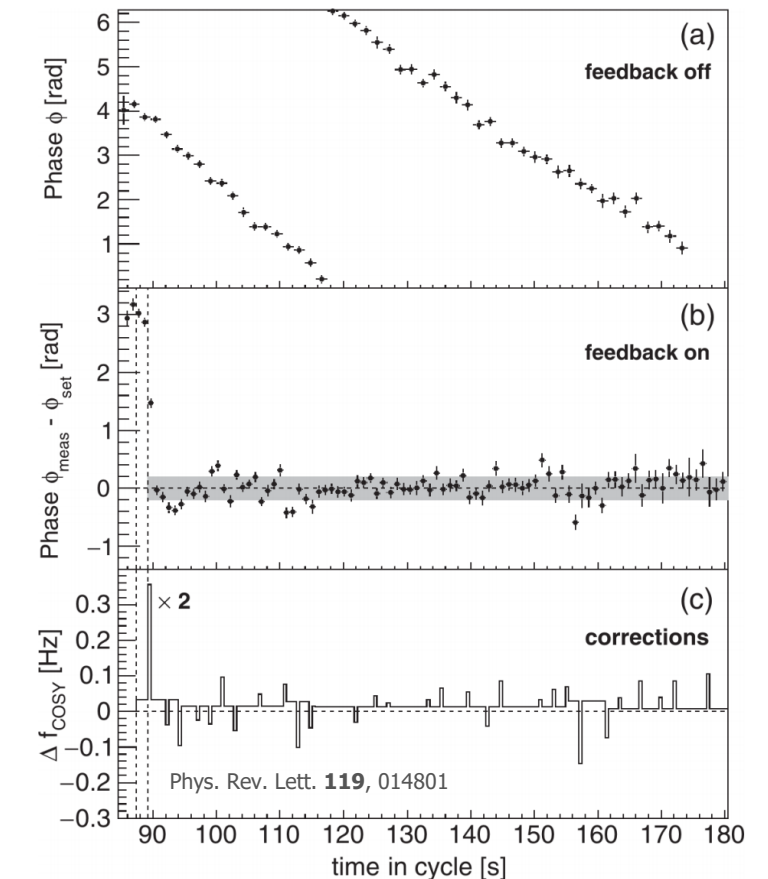 (a)
feedback off
Phase ϕ [rad]
6
5
4
3
2
1
(b)
feedback on
Phase ϕmeas - ϕset [rad]
3
2
1
0
−1
(c)
× 2
corrections
Δ fCOSY [Hz]
0.3
0.2
0.1
0
−0.1
−0.2
−0.3
Phys. Rev. Lett. 119, 014801
90 100 110 120 130 140 150 160 170 180
time in cycle [s]